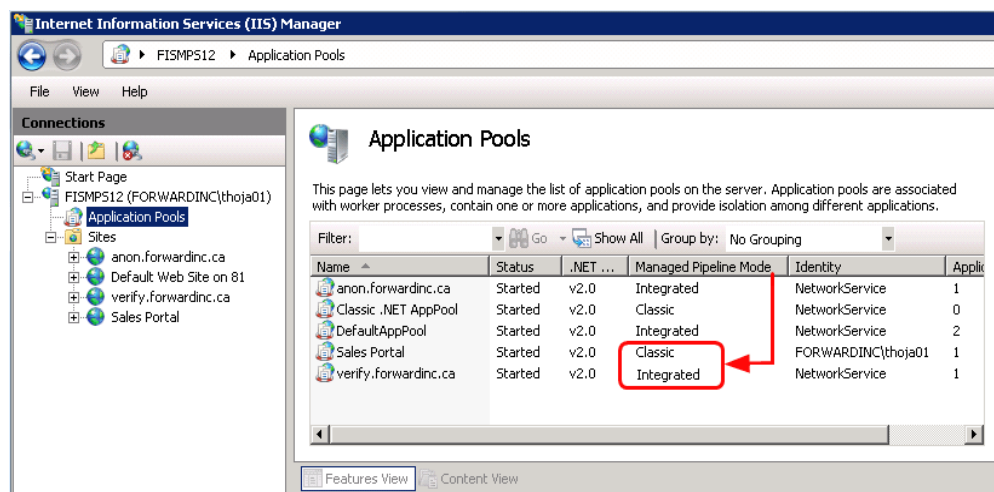 Internet Information Services (IIS) Manager
FISMPS12 Application Pools
File View Help
Connections
Start Page
FISMPS12 (FORWARDINC\thoja01)
Application Pools
Sites
anon.forwardinc.ca
Default Web Site on 81
verify.forwardinc.ca
Sales Portal
Application Pools
This page lets you view and manage the list of application pools on the server. Application pools are associated
with worker processes, contain one or more applications, and provide isolation among different applications.
Filter: Go Show All Group by: No Grouping
Name Status .NET ... Managed Pipeline Mode Identity Applic
anon.forwardinc.ca Started v2.0 Integrated NetworkService 1
Classic .NET AppPool Started v2.0 Classic NetworkService 0
DefaultAppPool Started v2.0 Integrated NetworkService 2
Sales Portal Started v2.0 Classic FORWARDINC\thoja01 1
verify.forwardinc.ca Started v2.0 Integrated NetworkService 1
Features View Content View